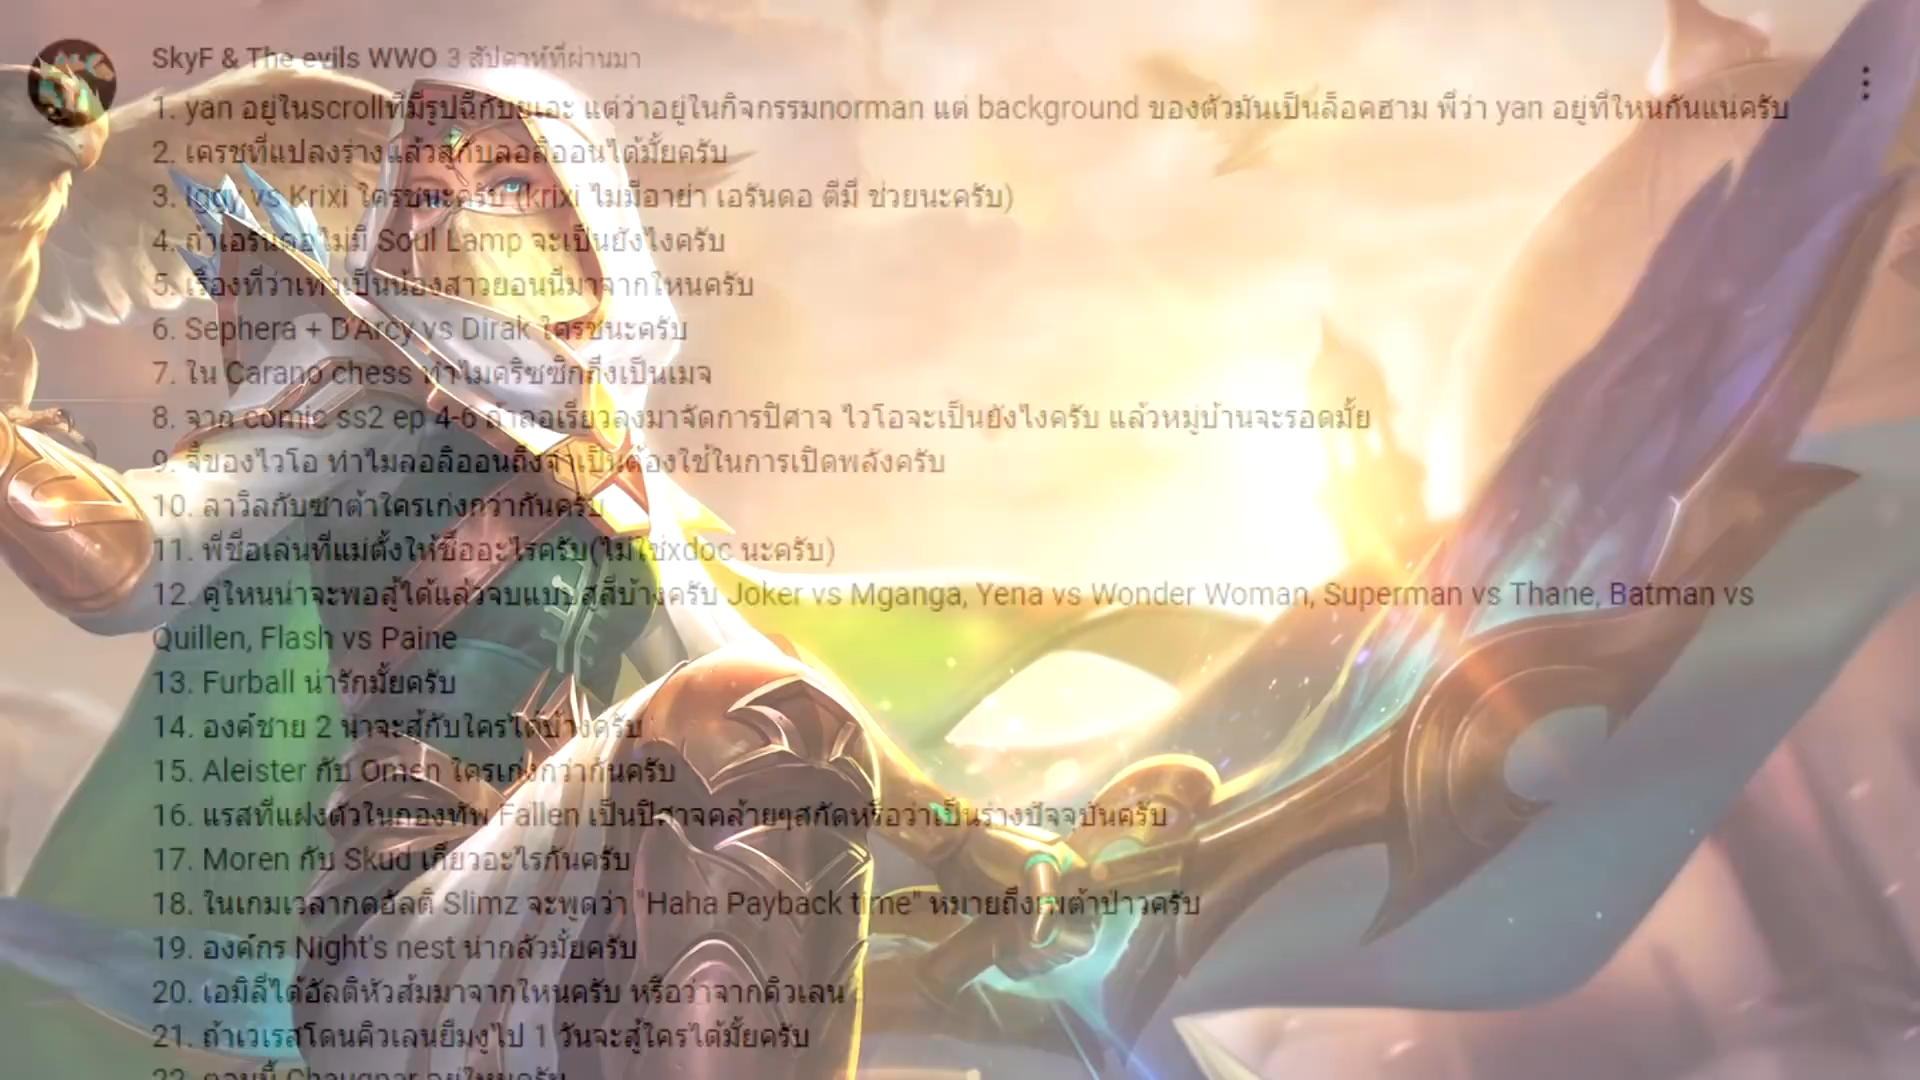 SkyF & The evils WWO 3 สัปดาห์ที่ผ่านมา
1. yan อยู่ในscrollที่มีรูปฉีกับยูเอะ แต่ว่าอยู่ในกิจกรรมnorman แต่ background ของตัวมันเป็นล็อคฮาม พี่ว่า yan อยู่ที่ใหนกันแน่ครับ
2. เครชที่แปลงร่างแล้วสู้กับลอลิออนได้มั้ยครับ
3. Iggy vs Krixi ใครชนะครับ (krixi ไม่มีอาย่า เอรันดอ ตีมี่ ช่วยนะครับ)
4. ถ้าเอรันดอไม่มี Soul Lamp จะเป็นยังไงครับ
5. เรื่องที่ว่าเทวาเป็นน้องสาวยอนนี่มาจากใหนครับ
6. Sephera + D'Arcy vs Dirak ใครชนะครับ
7. ใน Carano chess ทำไมคริซซิกถึงเป็นเมจ
8. จาก comic ss2 ep 4-6 ถ้าลอเรียวลงมาจัดการปีศาจ ไวโอจะเป็นยังไงครับ แล้วหมู่บ้านจะรอดมั้ย
9. จี้ของไวโอ ทำไมลอลิออนถึงจำเป็นต้องใช้ในการเปิดพลังครับ
10. ลาวิลกับซาต้าใครเก่งกว่ากันครับ
11. พี่ชื่อเล่นที่แม่ตั้งให้ชื่ออะไรครับ(ไม่ใช่xdoc นะครับ)
12. คู่ใหนน่าจะพอสู้ได้แล้วจบแบบสูสีบ้างครับ Joker vs Mganga, Yena vs Wonder Woman, Superman vs Thane, Batman vs
Quillen, Flash vs Paine
13. Furball น่ารักมั้ยครับ
14. องค์ชาย 2 น่าจะสู้กับใครได้บ้างครับ
15. Aleister กับ Omen ใครเก่งกว่ากันครับ
16. แรสที่แฝงตัวในกองทัพ Fallen เป็นปีศาจคล้ายๆสกัดหรือว่าเป็นร่างปัจจุบันครับ
17. Moren กับ Skud เกี่ยวอะไรกันครับ
18. ในเกมเวลากดอัลติ Slimz จะพูดว่า "Haha Payback time" หมายถึงเพต้าป่าวครับ
19. องค์กร Night's nest น่ากลัวมั้ยครับ
20. เอมิลี่ได้อัลติหัวส้มมาจากใหนครับ หรือว่าจากคิวเลน
21. ถ้าเวเรสโดนคิวเลนยืมงูไป 1 วันจะสู้ใครได้มั้ยครับ
22. ตอนนี้ Chaugnar อยู่ใหนครับ